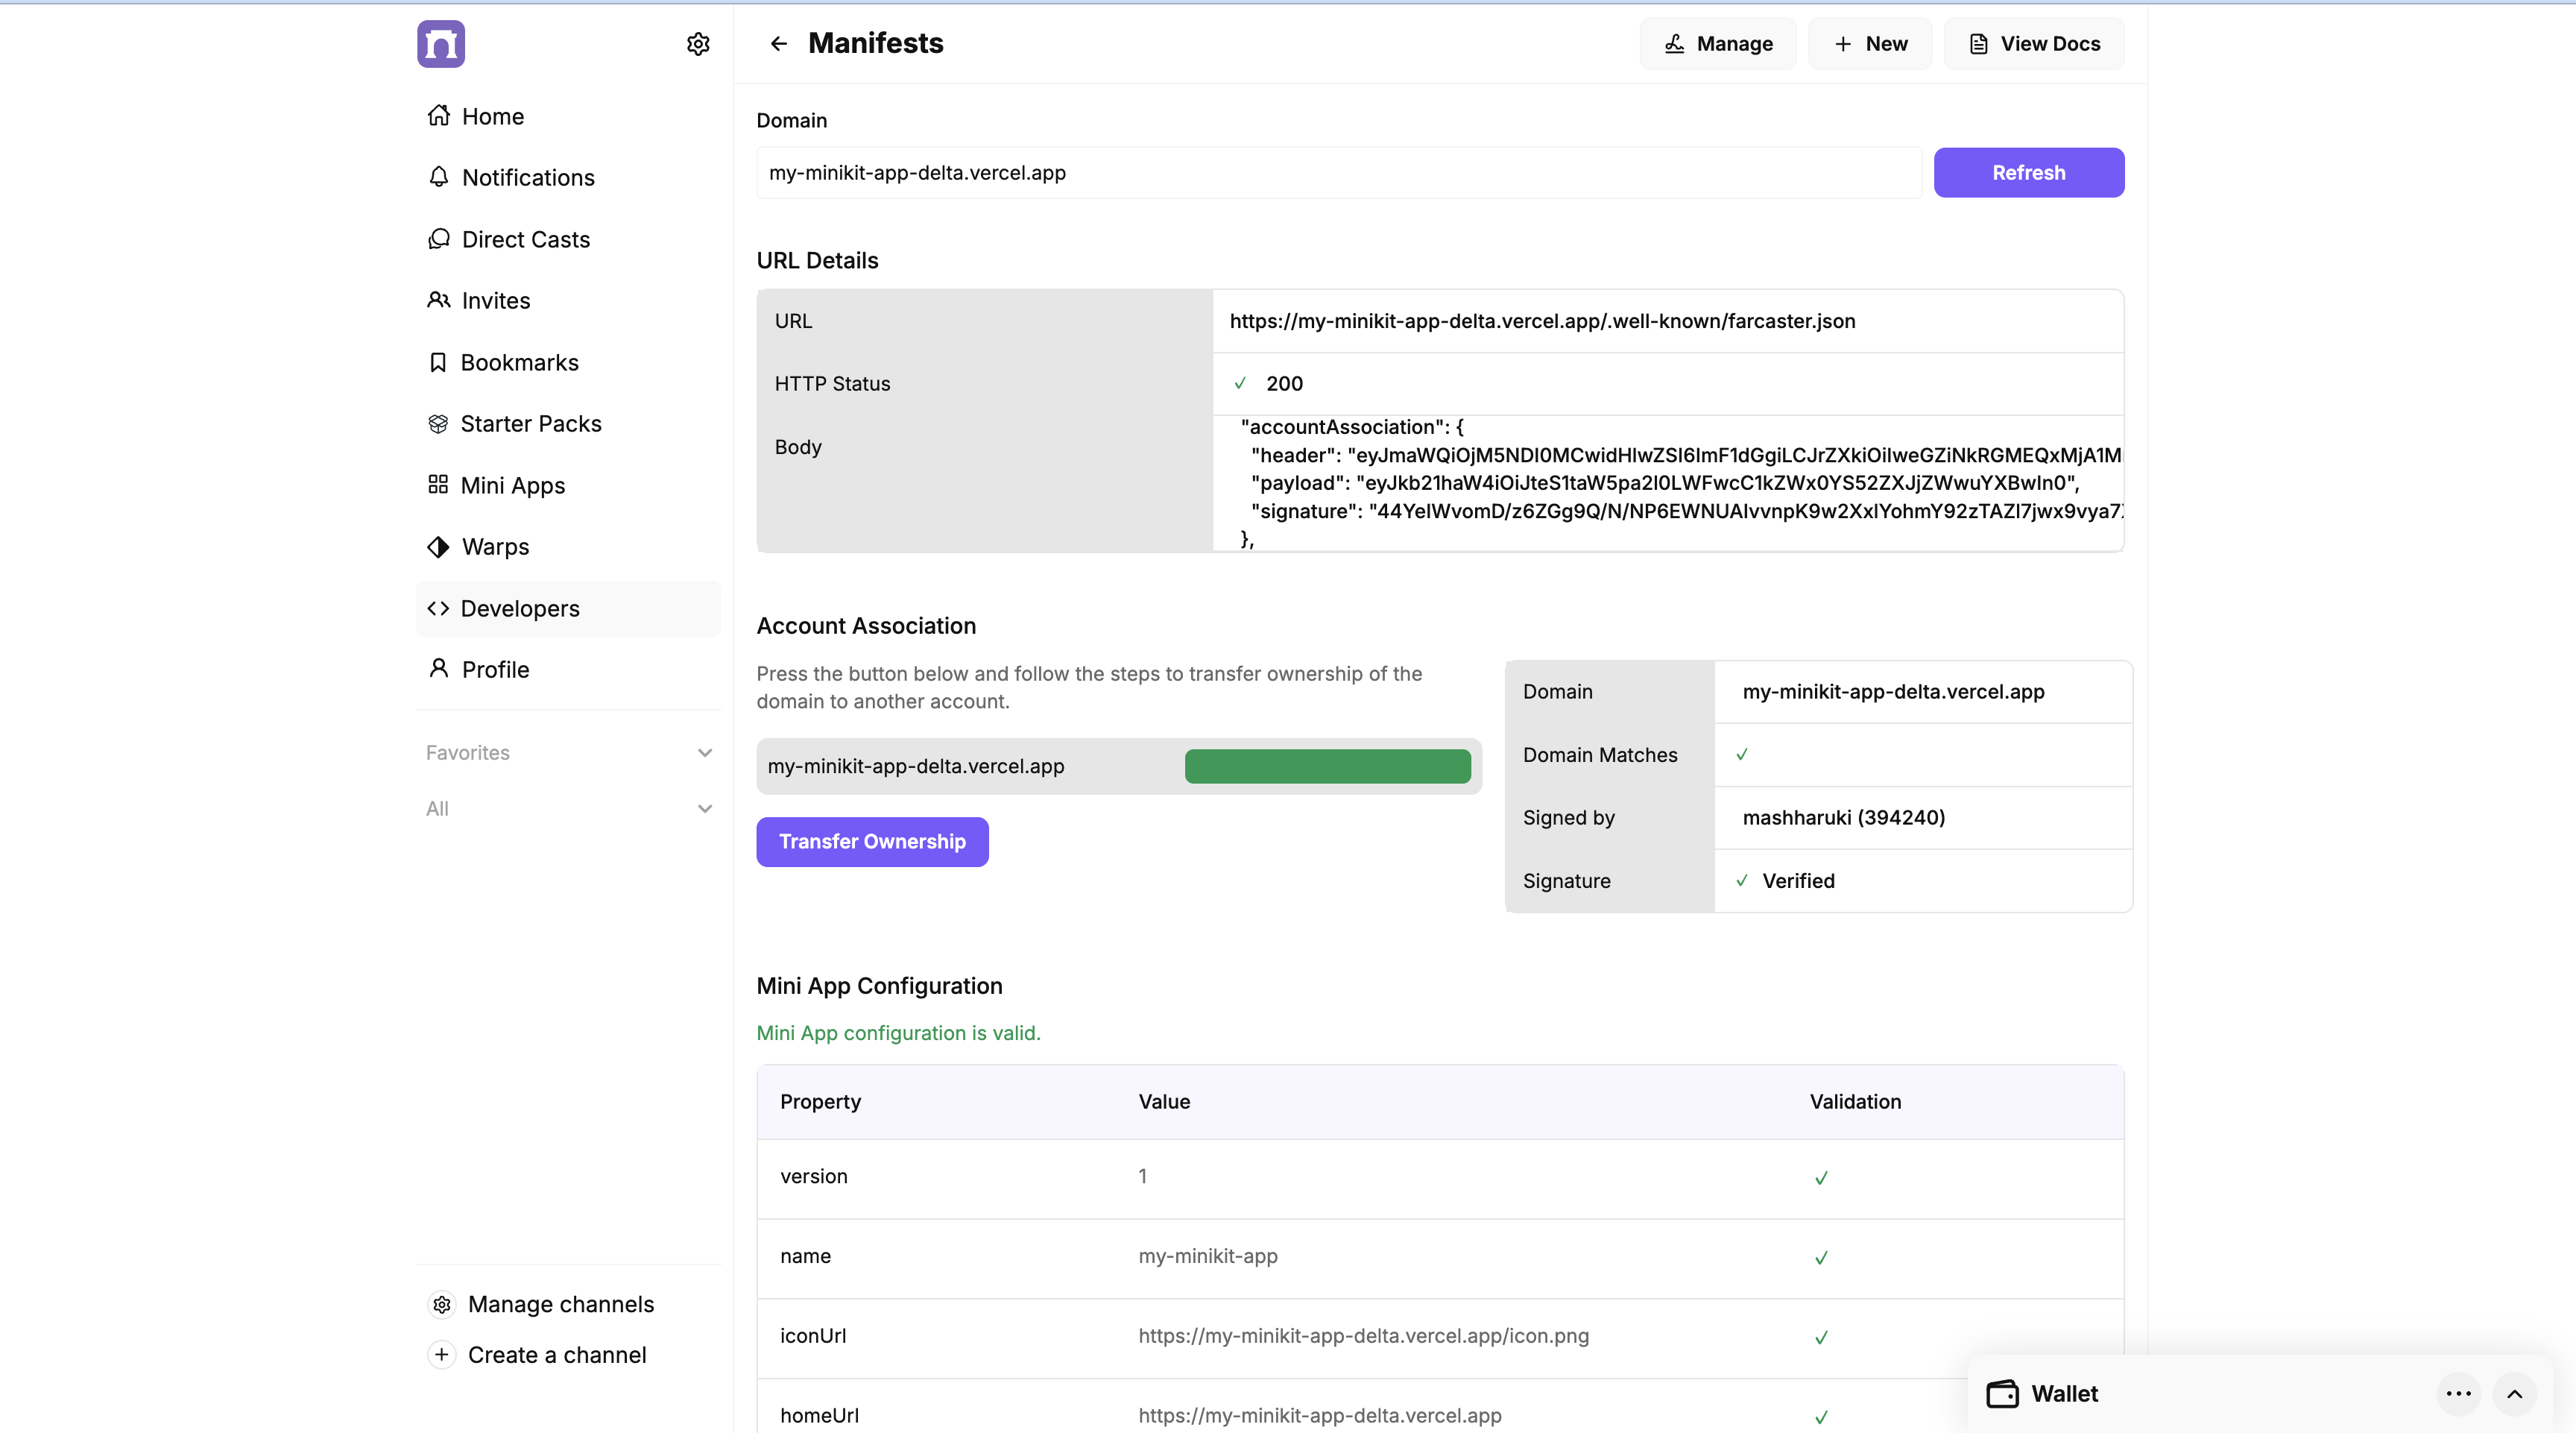 Home
Notifications
Direct Casts
Invites
Bookmarks
Starter Packs
Mini Apps
Warps
Developers
Profile
Favorites
All
Manage channels
Create a channel
Manifests
Manage
New
View Docs
Domain
my-minikit-app-delta.vercel.app
Refresh
URL Details
URL
https://my-minikit-app-delta.vercel.app/.well-known/farcaster.json
HTTP Status
200
Body
"accountAssociation": {
"header":
"payload":
"signature":
},
Account Association
Press the button below and follow the steps to transfer ownership of the
domain to another account.
my-minikit-app-delta.vercel.app
Transfer Ownership
Domain
my-minikit-app-delta.vercel.app
Domain Matches
Signed by
mashharuki (394240)
Signature
Verified
Mini App Configuration
Mini App configuration is valid.
Property Value Validation
version 1
name my-minikit-app
iconUrl https://my-minikit-app-delta.vercel.app/icon.png
homeUrl https://my-minikit-app-delta.vercel.app
Wallet